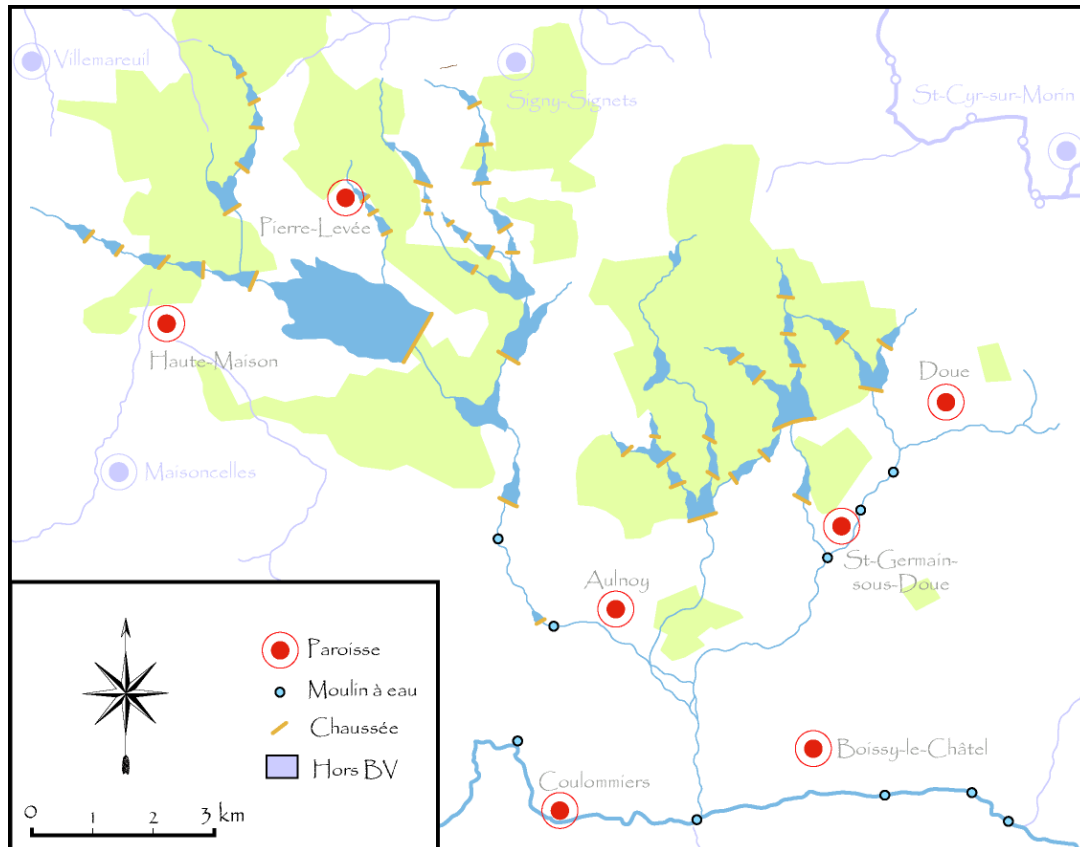 Villemareuil
Signy-Signets
St-Cyr-sur-Morin
Pierre-Levée
Haute-Maison
Doue
Maisoncelles
St-Germain-
sous-Doue
Aulnoy
Boissy-le-Châtel
Coulommiers
Paroisse
Moulin à eau
Chaussée
Hors BV
0 1 2 3 km